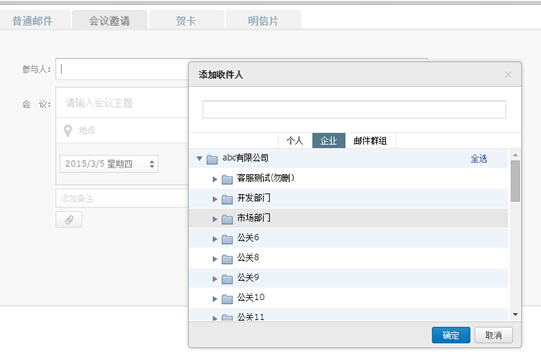 普通邮件 会议邀请 贺卡 明信片
参与人:
会 议: 请输入会议主题
地点
2015/3/5 星期四
添加备注
添加收件人
个人 企业 邮件群组
abc有限公司 全选
客服测试(勿删)
开发部门
市场部门
公关6
公关8
公关9
公关10
公关11
确定 取消